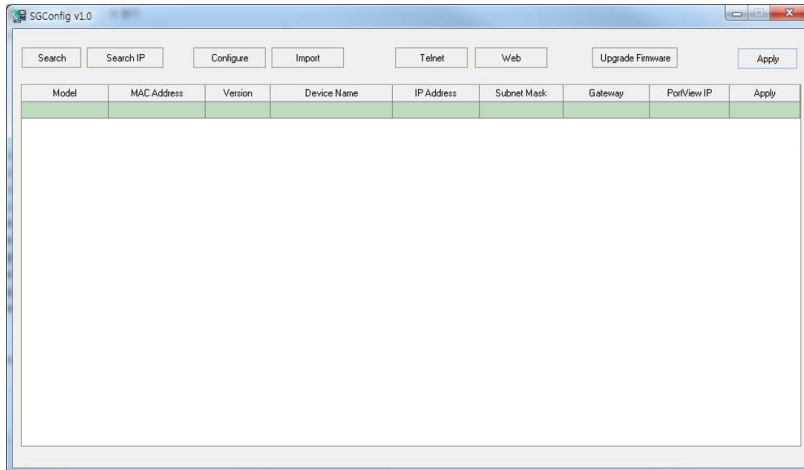 SGConfig v1.0
Search Search IP Configure Import Telnet Web Upgrade Firmware Apply
Model MAC Address Version Device Name IP Address Subnet Mask Gateway PortView IP Apply